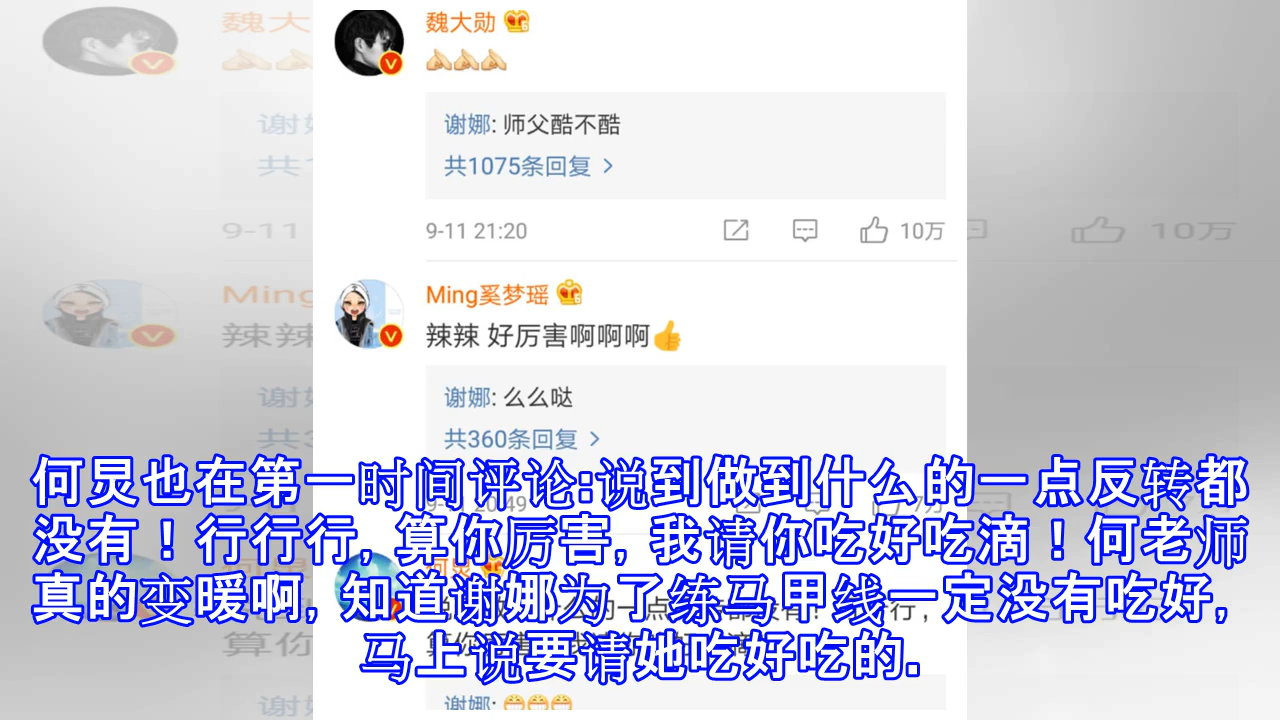 魏大勋
谢娜: 师父酷不酷
共1075条回复
9-11 21:20
10万
Ming奚梦瑶
辣辣 好厉害啊啊啊
谢娜: 么么哒
共360条回复
何炅也在第一时间评论:说到做到什么的一点反转都
没有！行行行, 算你厉害, 我请你吃好吃滴！何老师
真的变暖啊, 知道谢娜为了练马甲线一定没有吃好,
马上说要请她吃好吃的.
谢娜: